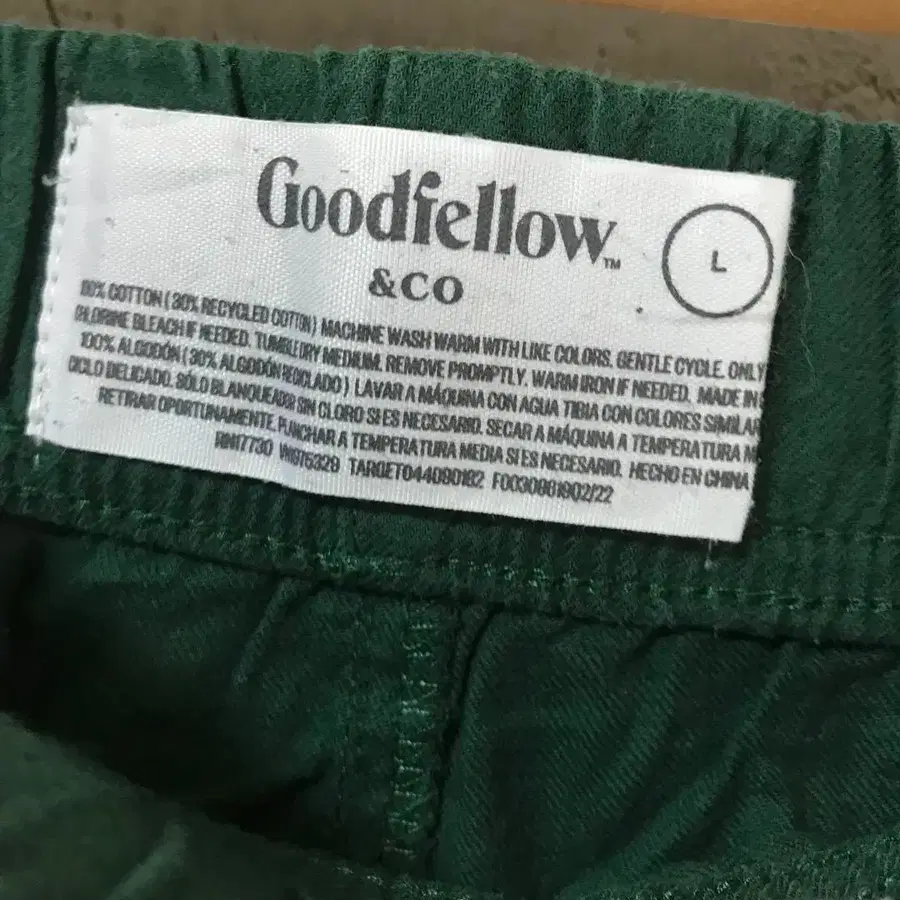 Goodfellow™
&CO
L
100% COTTON (30% RECYCLED COTTON) MACHINE WASH WARM WITH LIKE COLORS. GENTLE CYCLE. ONLY
CHLORINE BLEACH IF NEEDED. TUMBLE DRY MEDIUM. REMOVE PROMPTLY. WARM IRON IF NEEDED. MADE IN
100% ALGODÓN (30% ALGODÓN RECICLADO) LAVAR A MÁQUINA CON AGUA TIBIA CON COLORES SIMILAR
CICLO DELICADO. SÓLO BLANQUEADOR SIN CLORO SI ES NECESARIO. SECAR A MÁQUINA A TEMPERATURA M
RETIRAR OPORTUNAMENTE. PLANCHAR A TEMPERATURA MEDIA SI ES NECESARIO. HECHO EN CHINA
RN17730 TARGET044090182 F0030881902/22